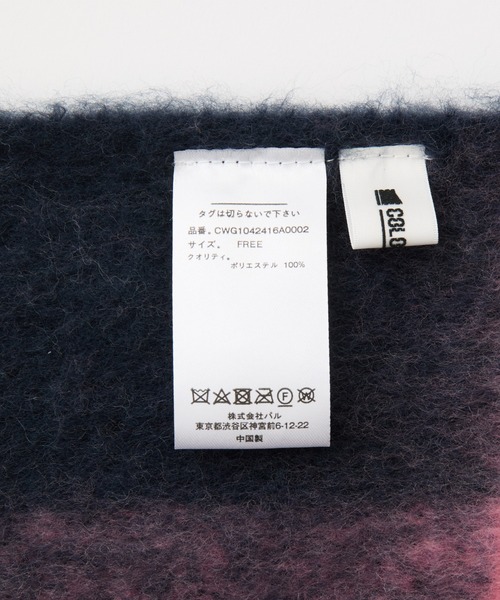 タグは切らないで下さい
品番。CWG1042416A0002
サイズ。 FREE
クオリティ。
ポリエステル 100%
F
W
株式会社パル
東京都渋谷区神宮前6-12-22
中国製
COLO